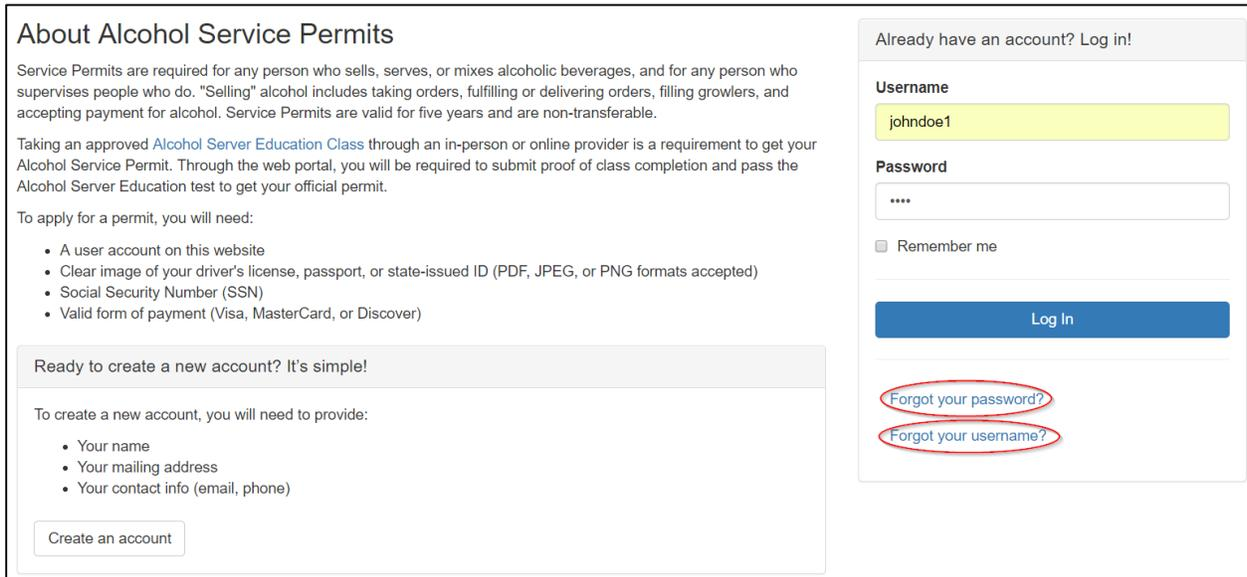 About Alcohol Service Permits
Service Permits are required for any person who sells, serves, or mixes alcoholic beverages, and for any person who
supervises people who do. "Selling" alcohol includes taking orders, fulfilling or delivering orders, filling growlers, and
accepting payment for alcohol. Service Permits are valid for five years and are non-transferable.
Taking an approved Alcohol Server Education Class through an in-person or online provider is a requirement to get your
Alcohol Service Permit. Through the web portal, you will be required to submit proof of class completion and pass the
Alcohol Server Education test to get your official permit.
To apply for a permit, you will need:
• A user account on this website
• Clear image of your driver's license, passport, or state-issued ID (PDF, JPEG, or PNG formats accepted)
• Social Security Number (SSN)
• Valid form of payment (Visa, MasterCard, or Discover)
Ready to create a new account? It's simple!
To create a new account, you will need to provide:
• Your name
• Your mailing address
• Your contact info (email, phone)
Create an account
Already have an account? Log in!
Username
johndoe1
Password
••••
Remember me
Log In
Forgot your password?
Forgot your username?